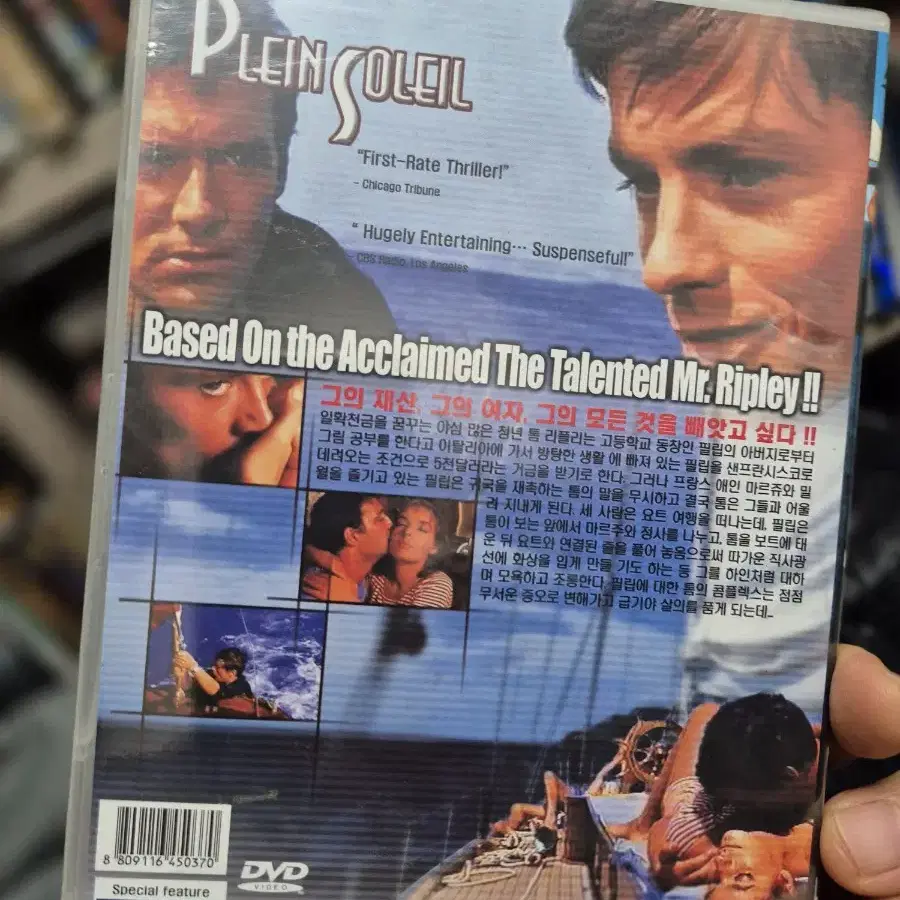 PLEIN SOLEIL
"First-Rate Thriller!"
- Chicago Tribune
" Hugely Entertaining… Suspenseful!"
- CBS Radio, Los Angeles
Based On the Acclaimed The Talented Mr. Ripley !!
그의 재산, 그의 여자, 그의 모든 것을 빼앗고 싶다 !!
일확천금을 꿈꾸는 야심 많은 청년 톰 리플리는 고등학교 동창인 필립의 아버지로부터
그림 공부를 한다고 이탈리아에 가서 방탕한 생활 에 빠져 있는 필립을 샌프란시스코로
데려오는 조건으로 5천달러라는 거금을 받기로 한다. 그러나 프랑스 애인 마르쥬와 밀
월을 즐기고 있는 필립은 귀국을 재촉하는 톰의 말을 무시하고 결국 톰은 그들과 어울
려 지내게 된다. 세 사람은 요트 여행을 떠나는데, 필립은
톰이 보는 앞에서 마르주와 정사를 나누고, 톰을 보트에 태
운 뒤 요트와 연결된 줄을 풀어 놓음으로써 따가운 직사광
선에 화상을 입게 만들 기도 하는 등 그를 하인처럼 대하
며 모욕하고 조롱한다. 필립에 대한 톰의 콤플렉스는 점점
무서운 증오로 변해가고 급기야 살의를 품게 되는데...
8 809116 450370
DVD
VIDEO
Special feature